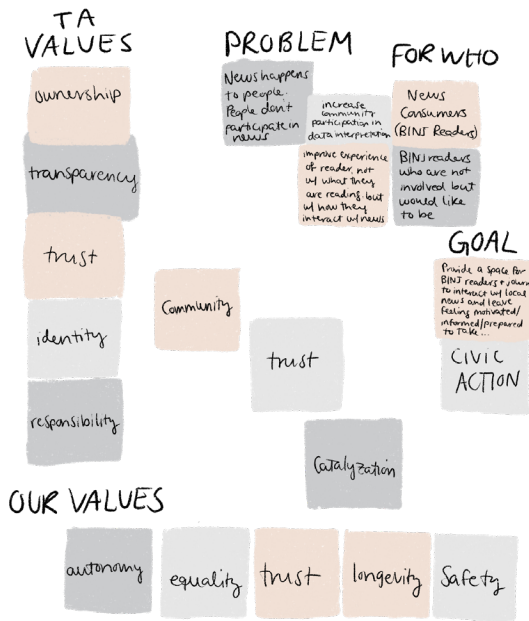 TA
VALUES
ownership
transparency
trust
identity
responsibility
PROBLEM
News happens
to people.
People don't
participate in
news
increase
community
participation in
data interpretation
improve experience
of reader, not
w/ what they
are reading, but
w/ how they
interact w/ news
FOR WHO
News
Consumers
(BINJ Readers)
BINJ readers
who are not
involved but
would like
to be
GOAL
Provide a space for
BINJ readers +
to interact w/ local
news and leave
feeling motivated/
informed/prepared
to take...
CIVIC
ACTION
Community
trust
Catalyzation
OUR VALUES
autonomy
equality
trust
longevity
Safety